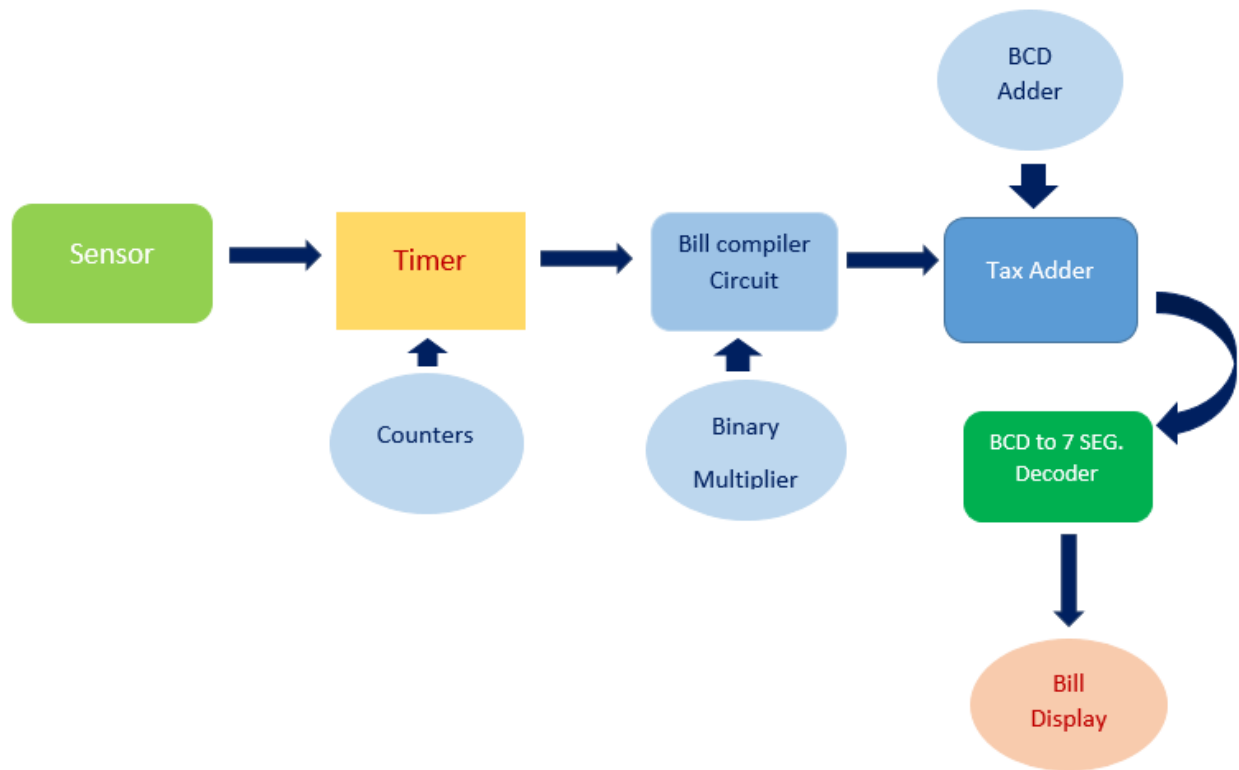 BCD
Adder
Sensor
Timer
Bill compiler
Circuit
Tax Adder
Counters
Binary
Multiplier
BCD to 7 SEG.
Decoder
Bill
Display